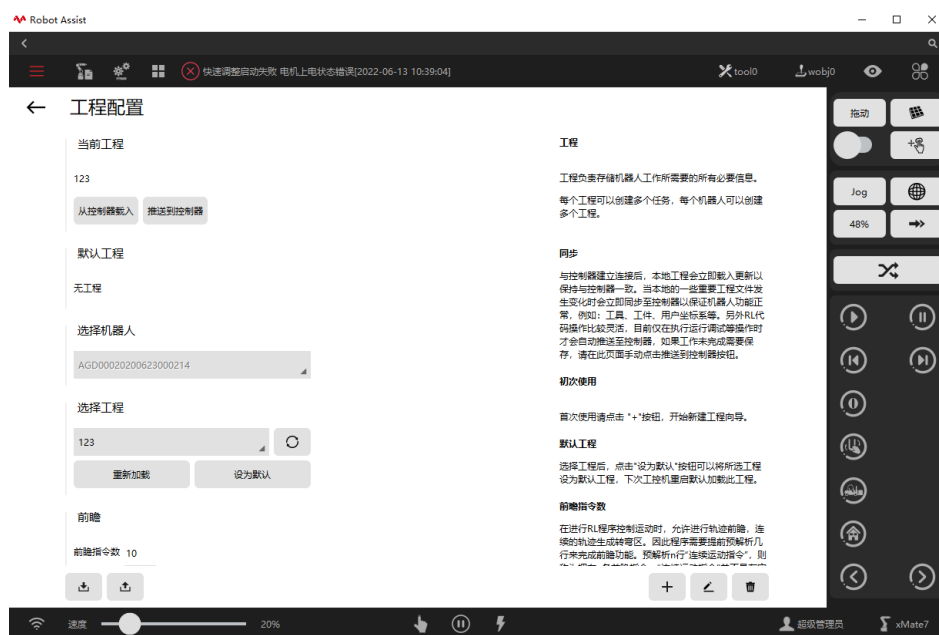 Robot Assist
快速调整启动失败 电机上电状态错误[2022-06-13 10:39:04]
tool0
wobj0
工程配置
当前工程
123
从控制器载入
推送到控制器
默认工程
无工程
选择机器人
AGD00020200623000214
选择工程
123
重新加载
设为默认
前瞻
前瞻指令数 10
工程
工程负责存储机器人工作所需要的所有必要信息。
每个工程可以创建多个任务，每个机器人可以创建
多个工程。
同步
与控制器建立连接后，本地工程会立即载入更新以
保持与控制器一致。当本地的一些重要工程文件发
生变化时会立即同步至控制器以保证机器人功能正
常，例如：工具、工件、用户坐标系等。另外RL代
码操作比较灵活，目前仅在执行运行调试等操作时
才会自动推送至控制器，如果工作未完成需要保
存，请在此页面手动点击推送到控制器按钮。
初次使用
首次使用请点击 "+"按钮，开始新建工程向导。
默认工程
选择工程后，点击"设为默认"按钮可以将所选工程
设为默认工程，下次工控机重启默认加载此工程。
前瞻指令数
在进行RL程序控制运动时，允许进行轨迹前瞻，连
续的轨迹生成转弯区。因此程序需要提前预解析几
行来完成前瞻功能。预解析n行"连续运动指令"，则
拖动
Jog
48%
速度
20%
超级管理员
xMate7